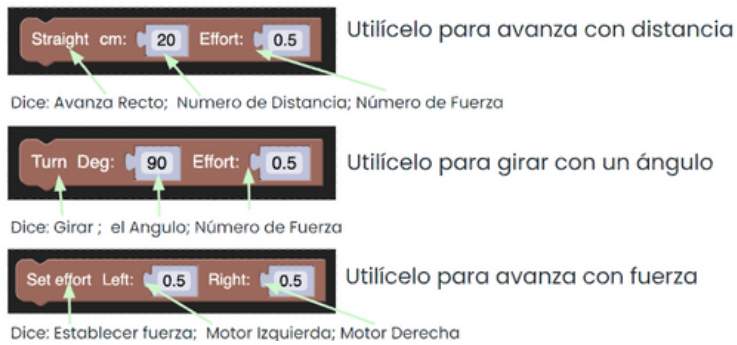 Straight cm: 20 Effort: 0.5 Utilícelo para avanza con distancia
Dice: Avanza Recto; Numero de Distancia; Número de Fuerza
Turn Deg: 90 Effort: 0.5 Utilícelo para girar con un ángulo
Dice: Girar ; el Angulo; Número de Fuerza
Set effort Left: 0.5 Right: 0.5 Utilícelo para avanza con fuerza
Dice: Establecer fuerza; Motor Izquierda; Motor Derecha